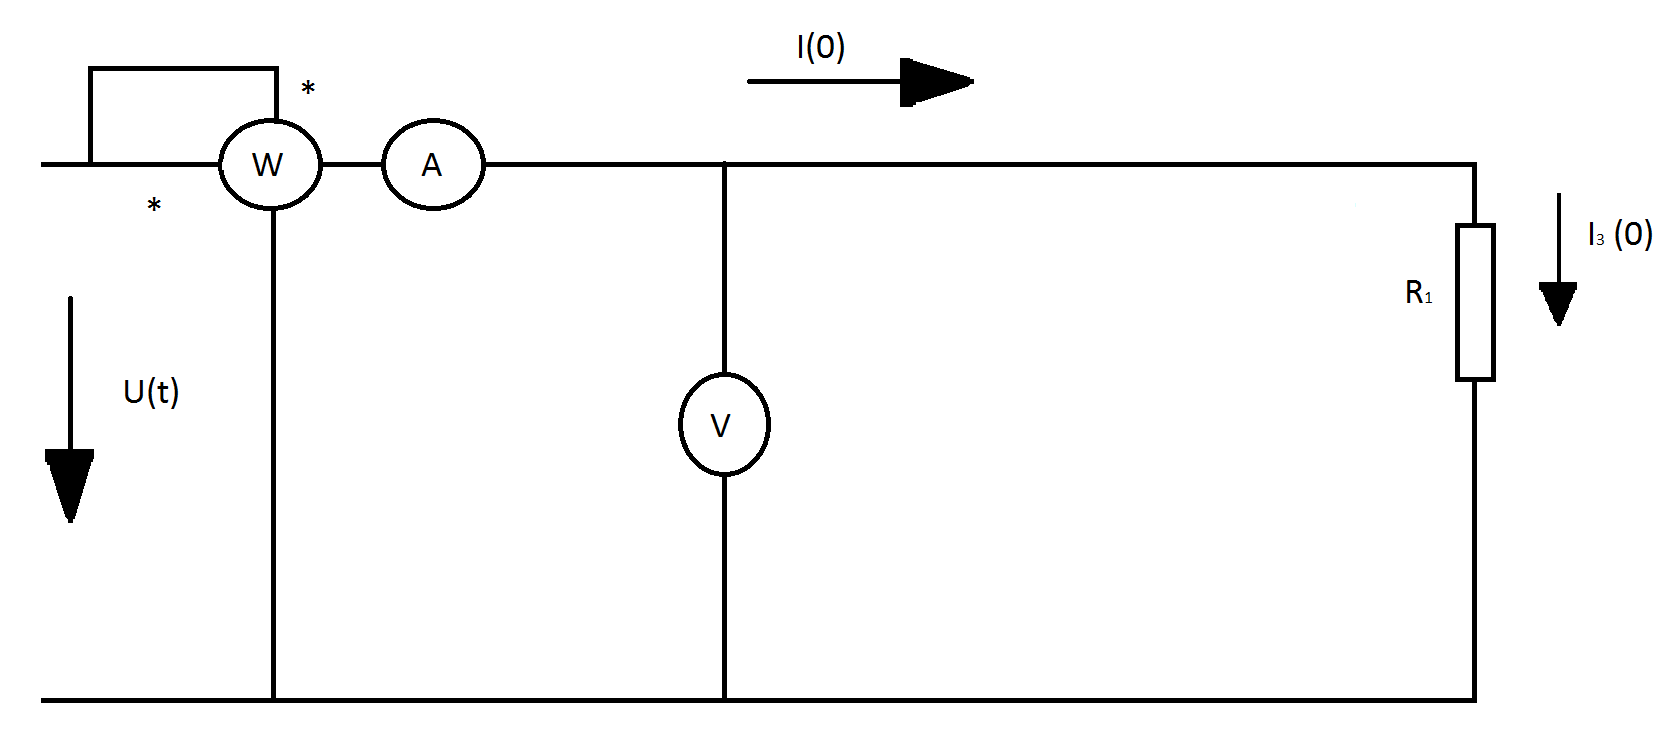 I(0)
*
W
A
*
I₃ (0)
R₁
U(t)
V